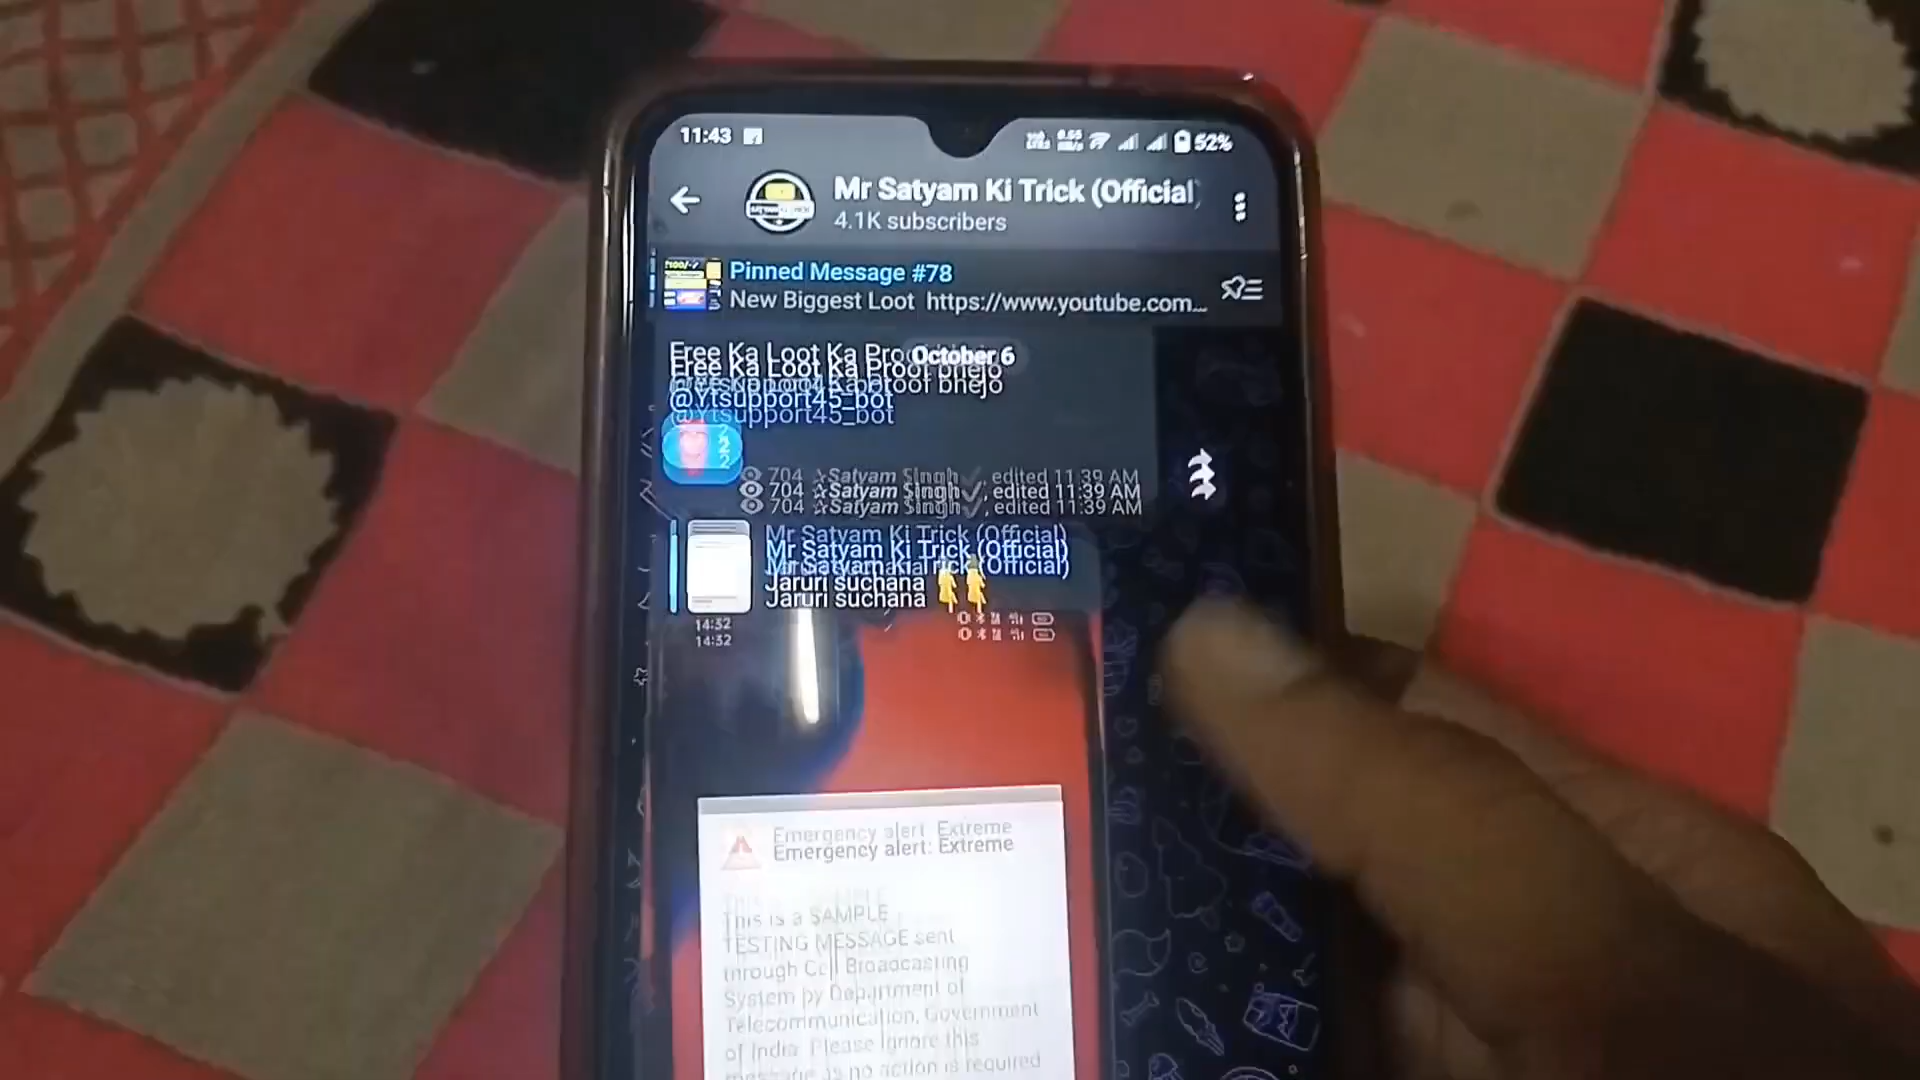 11:43
52%
Mr Satyam Ki Trick (Official)
4.1K subscribers
Pinned Message #78
New Biggest Loot https://www.youtube.com...
October 6
Free Ka Loot Ka Proof bhejo
@Ytsupport45_bot
2
704 ☆Satyam Singh✓, edited 11:39 AM
Mr Satyam Ki Trick (Official)
Jaruri suchana
14:32
Emergency alert: Extreme
This is a SAMPLE
TESTING MESSAGE sent
through Cell Broadcasting
System by Department of
Telecommunication, Government
of India. Please Ignore this
message as no action is required